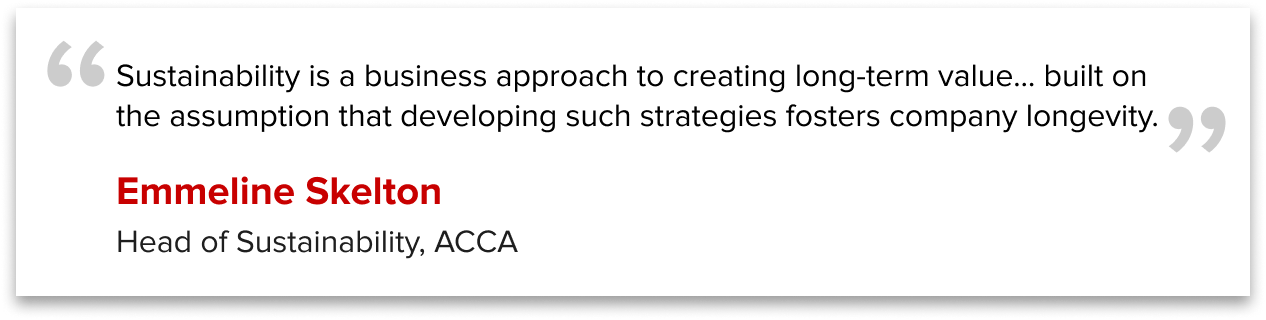 “Sustainability is a business approach to creating long-term value... built on
the assumption that developing such strategies fosters company longevity.”
Emmeline Skelton
Head of Sustainability, ACCA